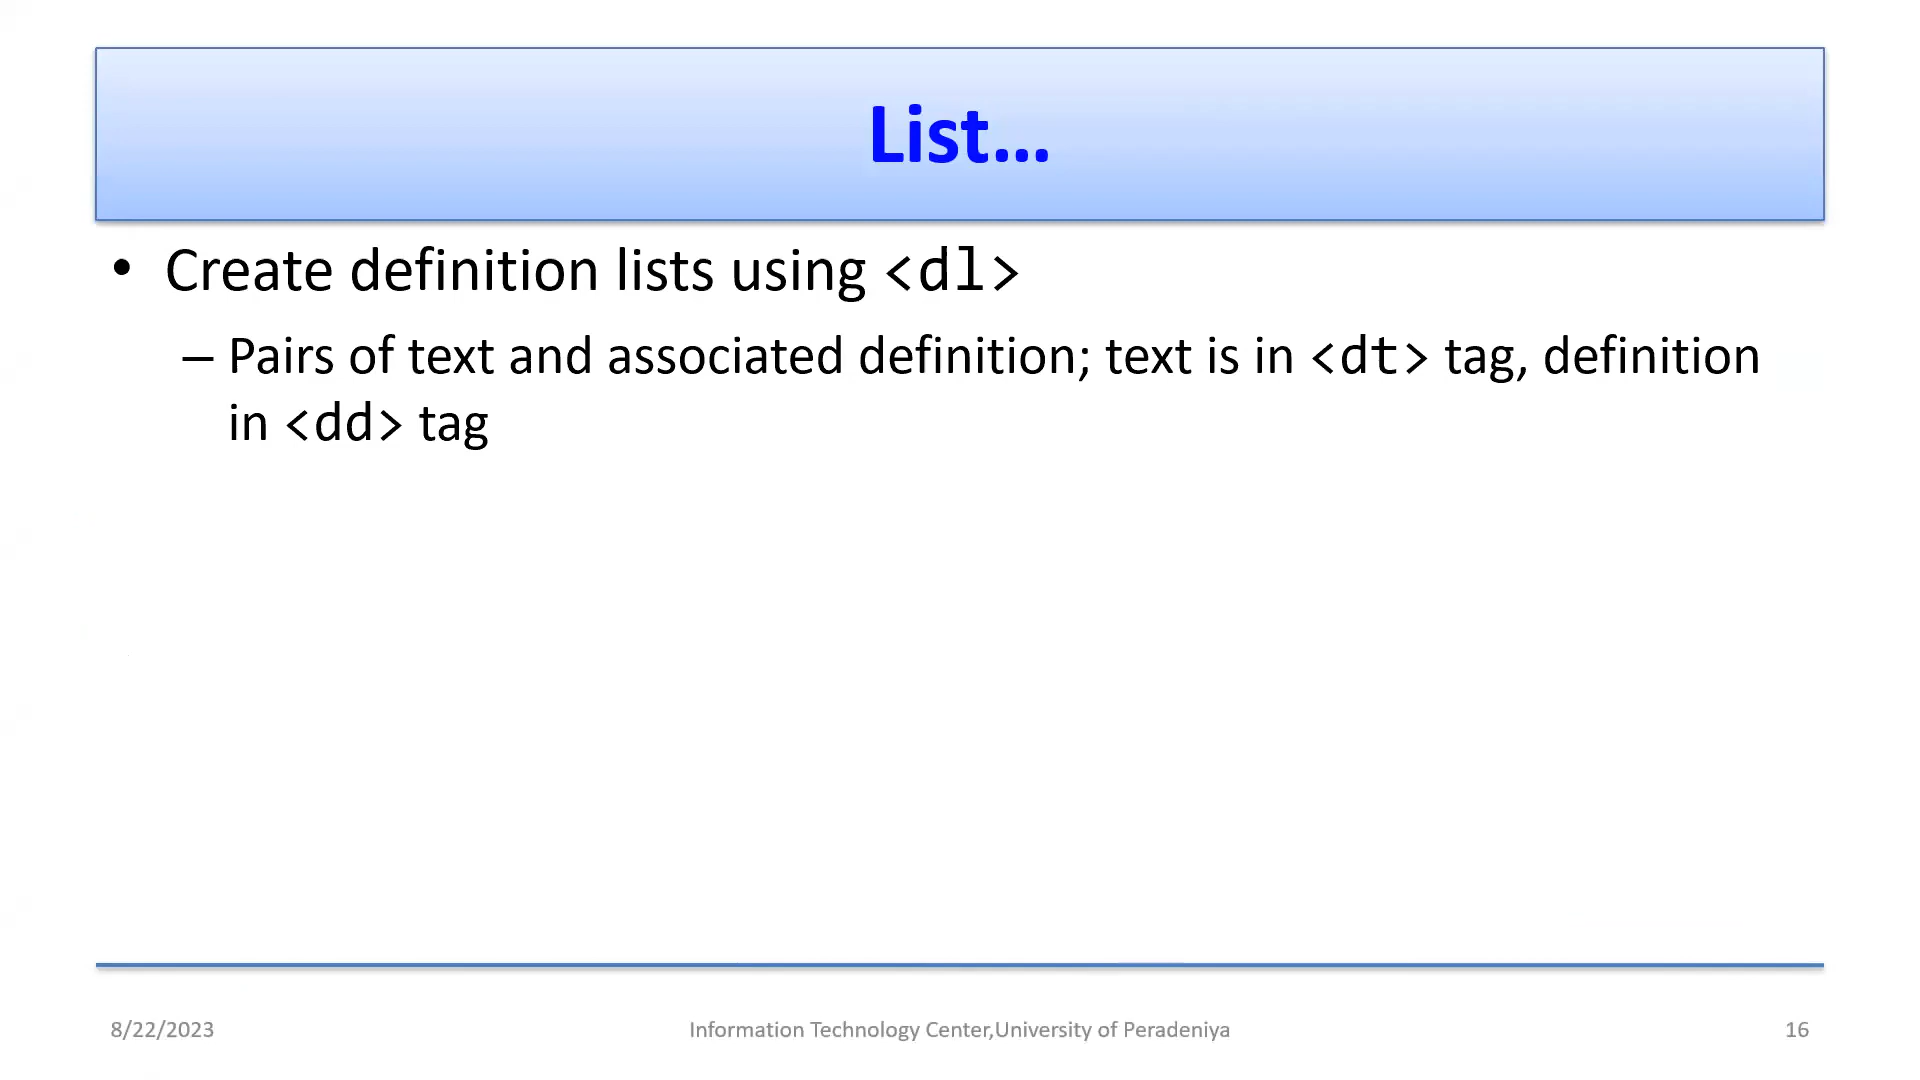 List...
• Create definition lists using <dl>
– Pairs of text and associated definition; text is in <dt> tag, definition
in <dd> tag
8/22/2023
Information Technology Center,University of Peradeniya
16